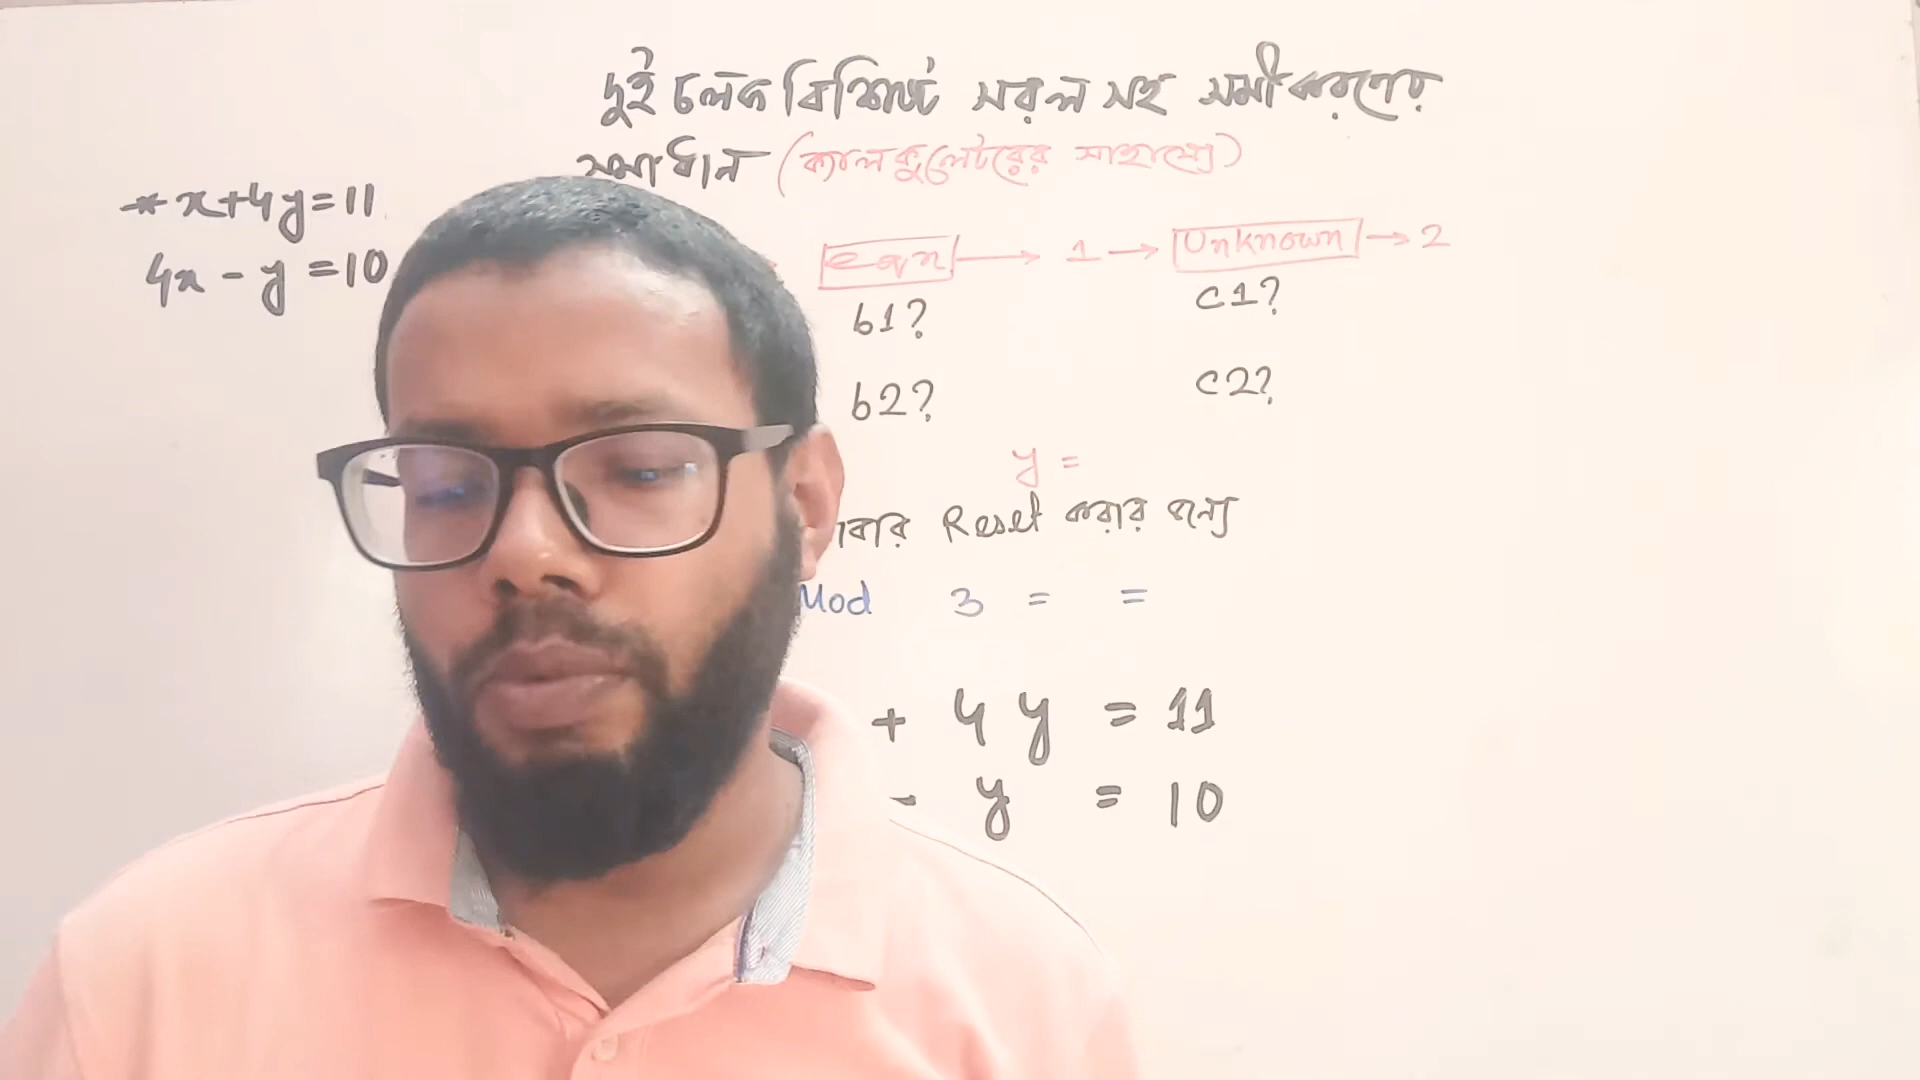 দুই চলক বিশিষ্ট সরল সহ সমীকরণের
সমাধান (ক্যালকুলেটরের সাহায্যে)
* x+4y=11
4x - y =10
eqn → 1 → Unknown → 2
b1? c1?
b2? c2?
y =
Reset করার জন্যে
Mod 3 = =
+ 4 y = 11
- y = 10